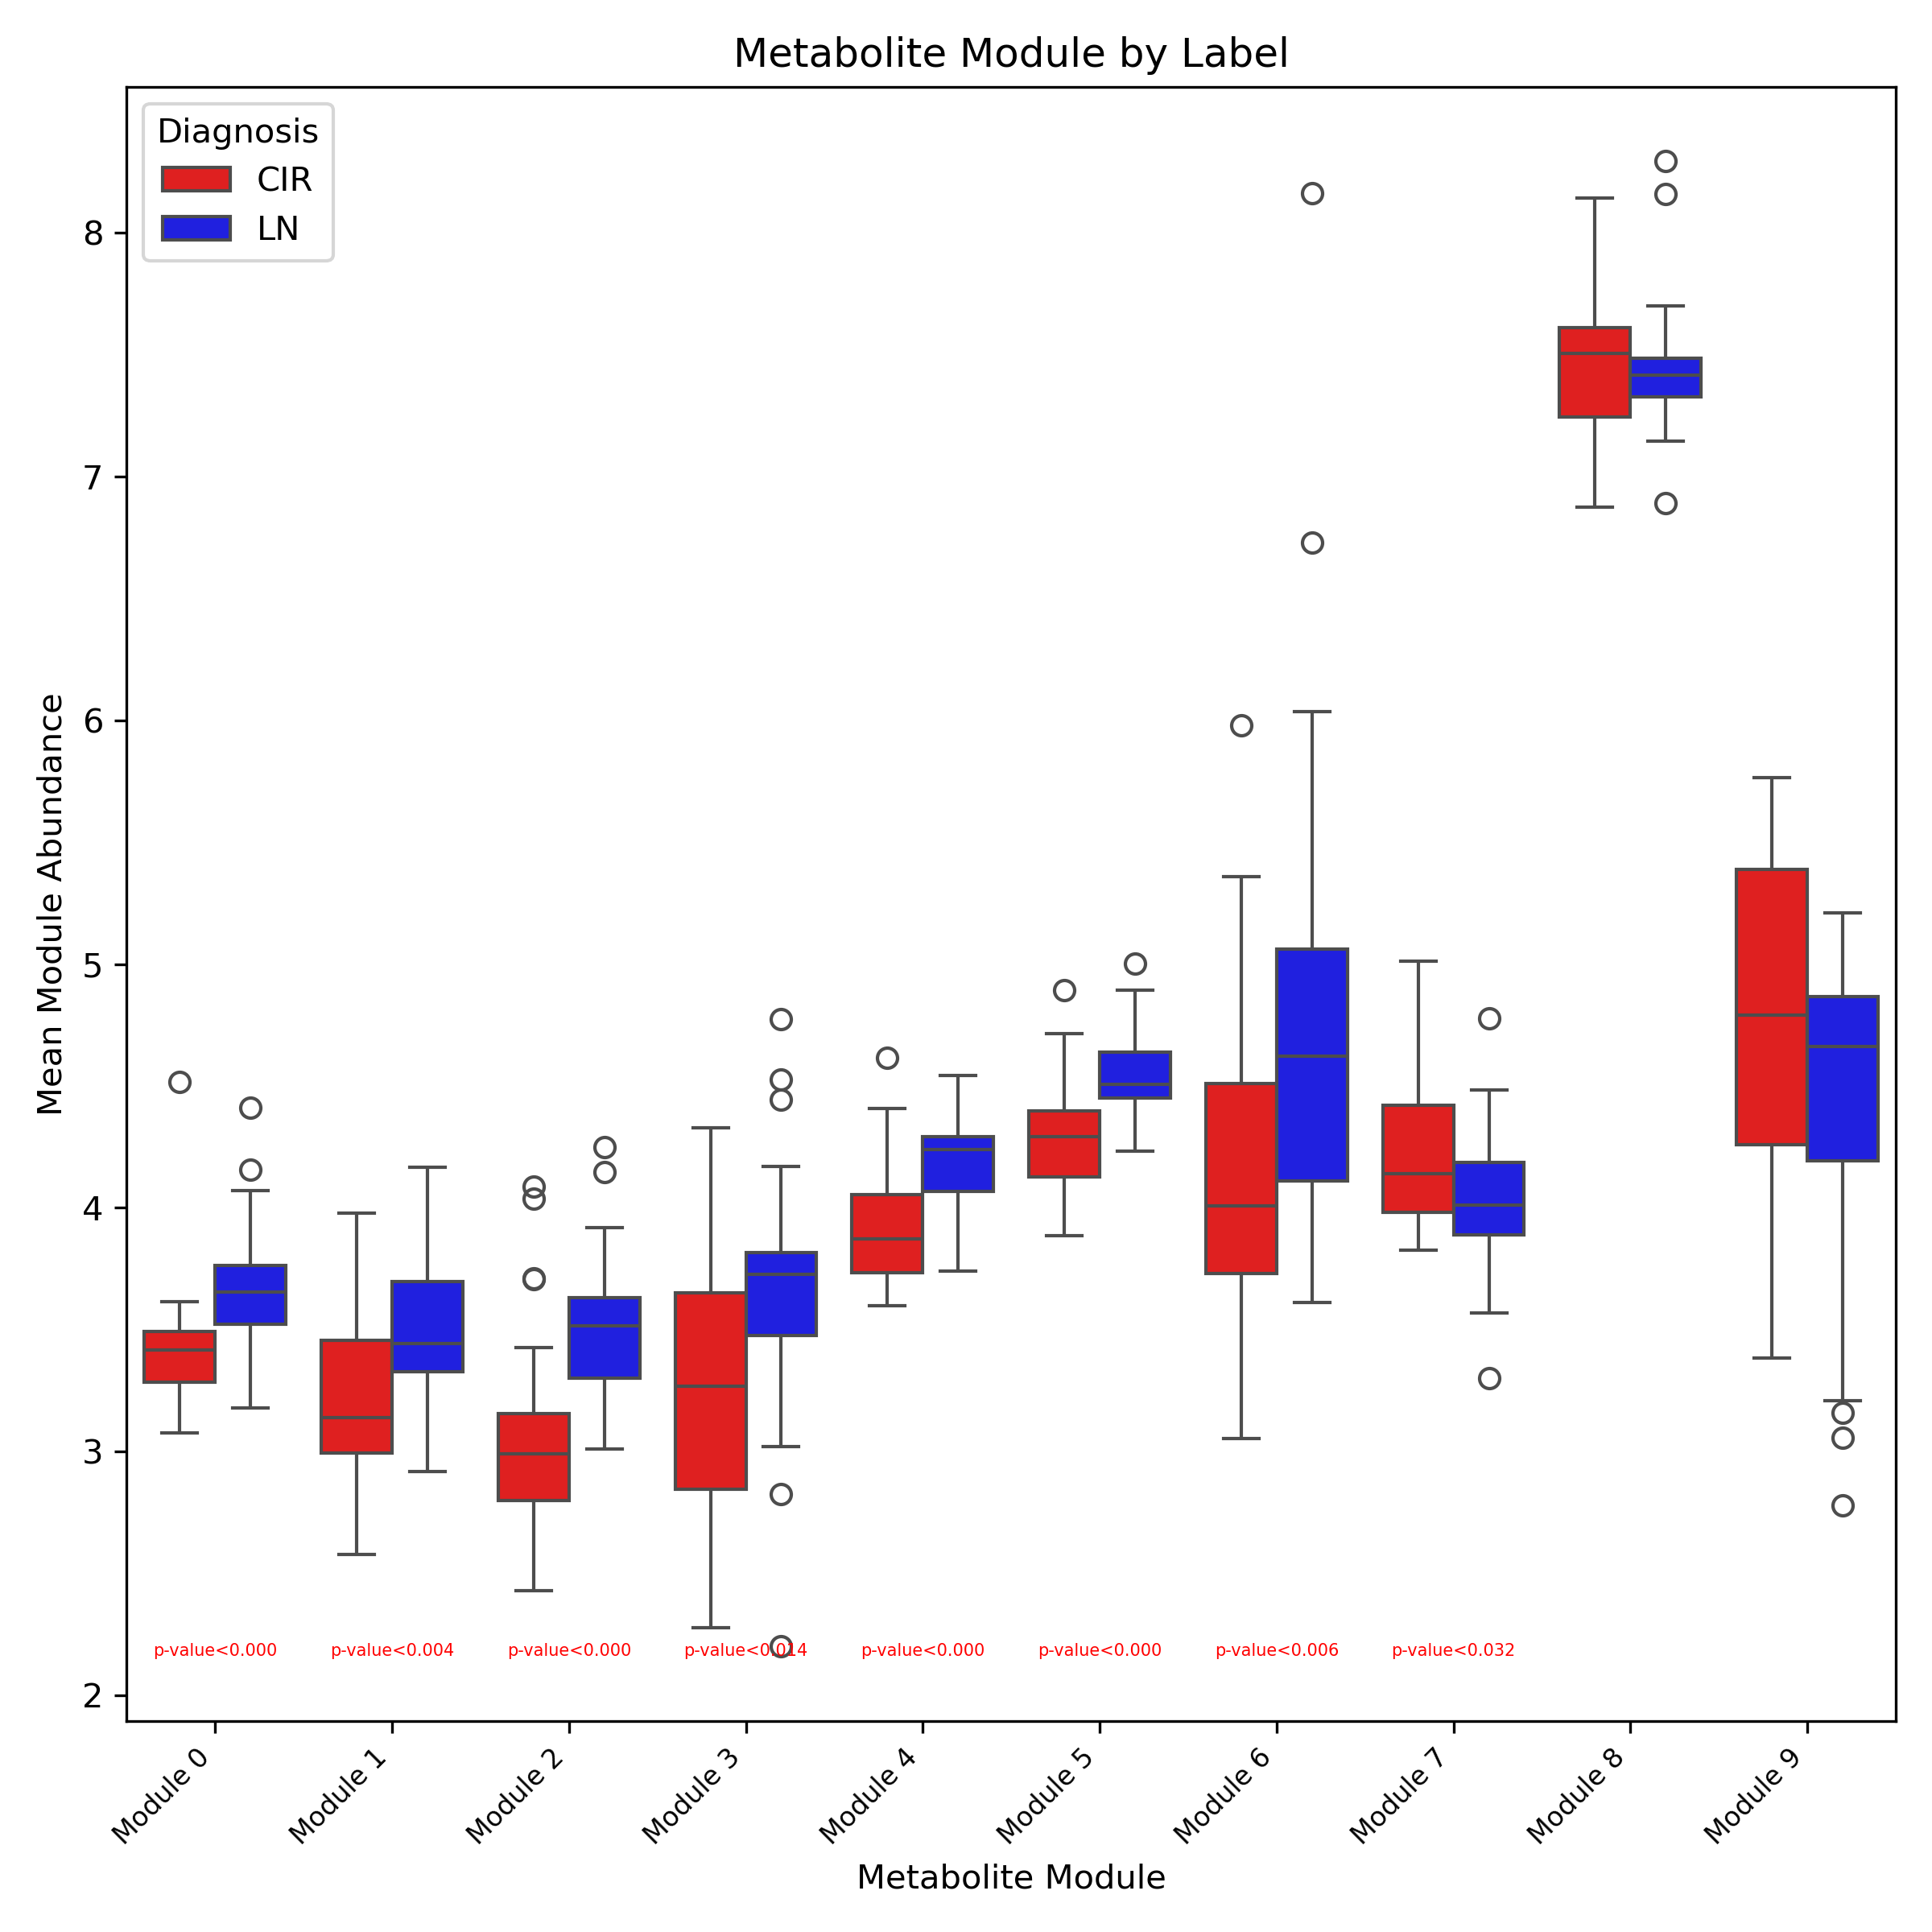 Metabolite Module by Label
Diagnosis
CIR
LN
Mean Module Abundance
8
7
6
5
4
3
2
p-value<0.000
p-value<0.004
p-value<0.000
p-value<0.014
p-value<0.000
p-value<0.000
p-value<0.006
p-value<0.032
Module 0
Module 1
Module 2
Module 3
Module 4
Module 5
Module 6
Module 7
Module 8
Module 9
Metabolite Module